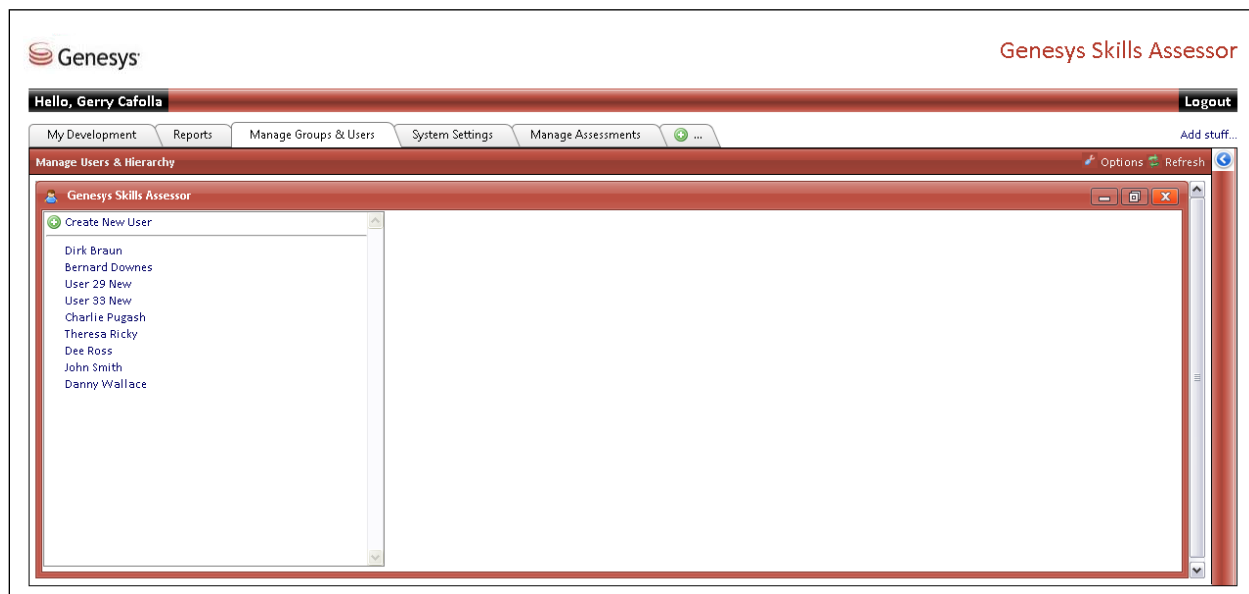 Genesys
Genesys Skills Assessor
Hello, Gerry Cafolla
Logout
My Development
Reports
Manage Groups & Users
System Settings
Manage Assessments
...
Add stuff...
Manage Users & Hierarchy
Options
Refresh
Genesys Skills Assessor
Create New User
Dirk Braun
Bernard Downes
User 29 New
User 33 New
Charlie Pugash
Theresa Ricky
Dee Ross
John Smith
Danny Wallace